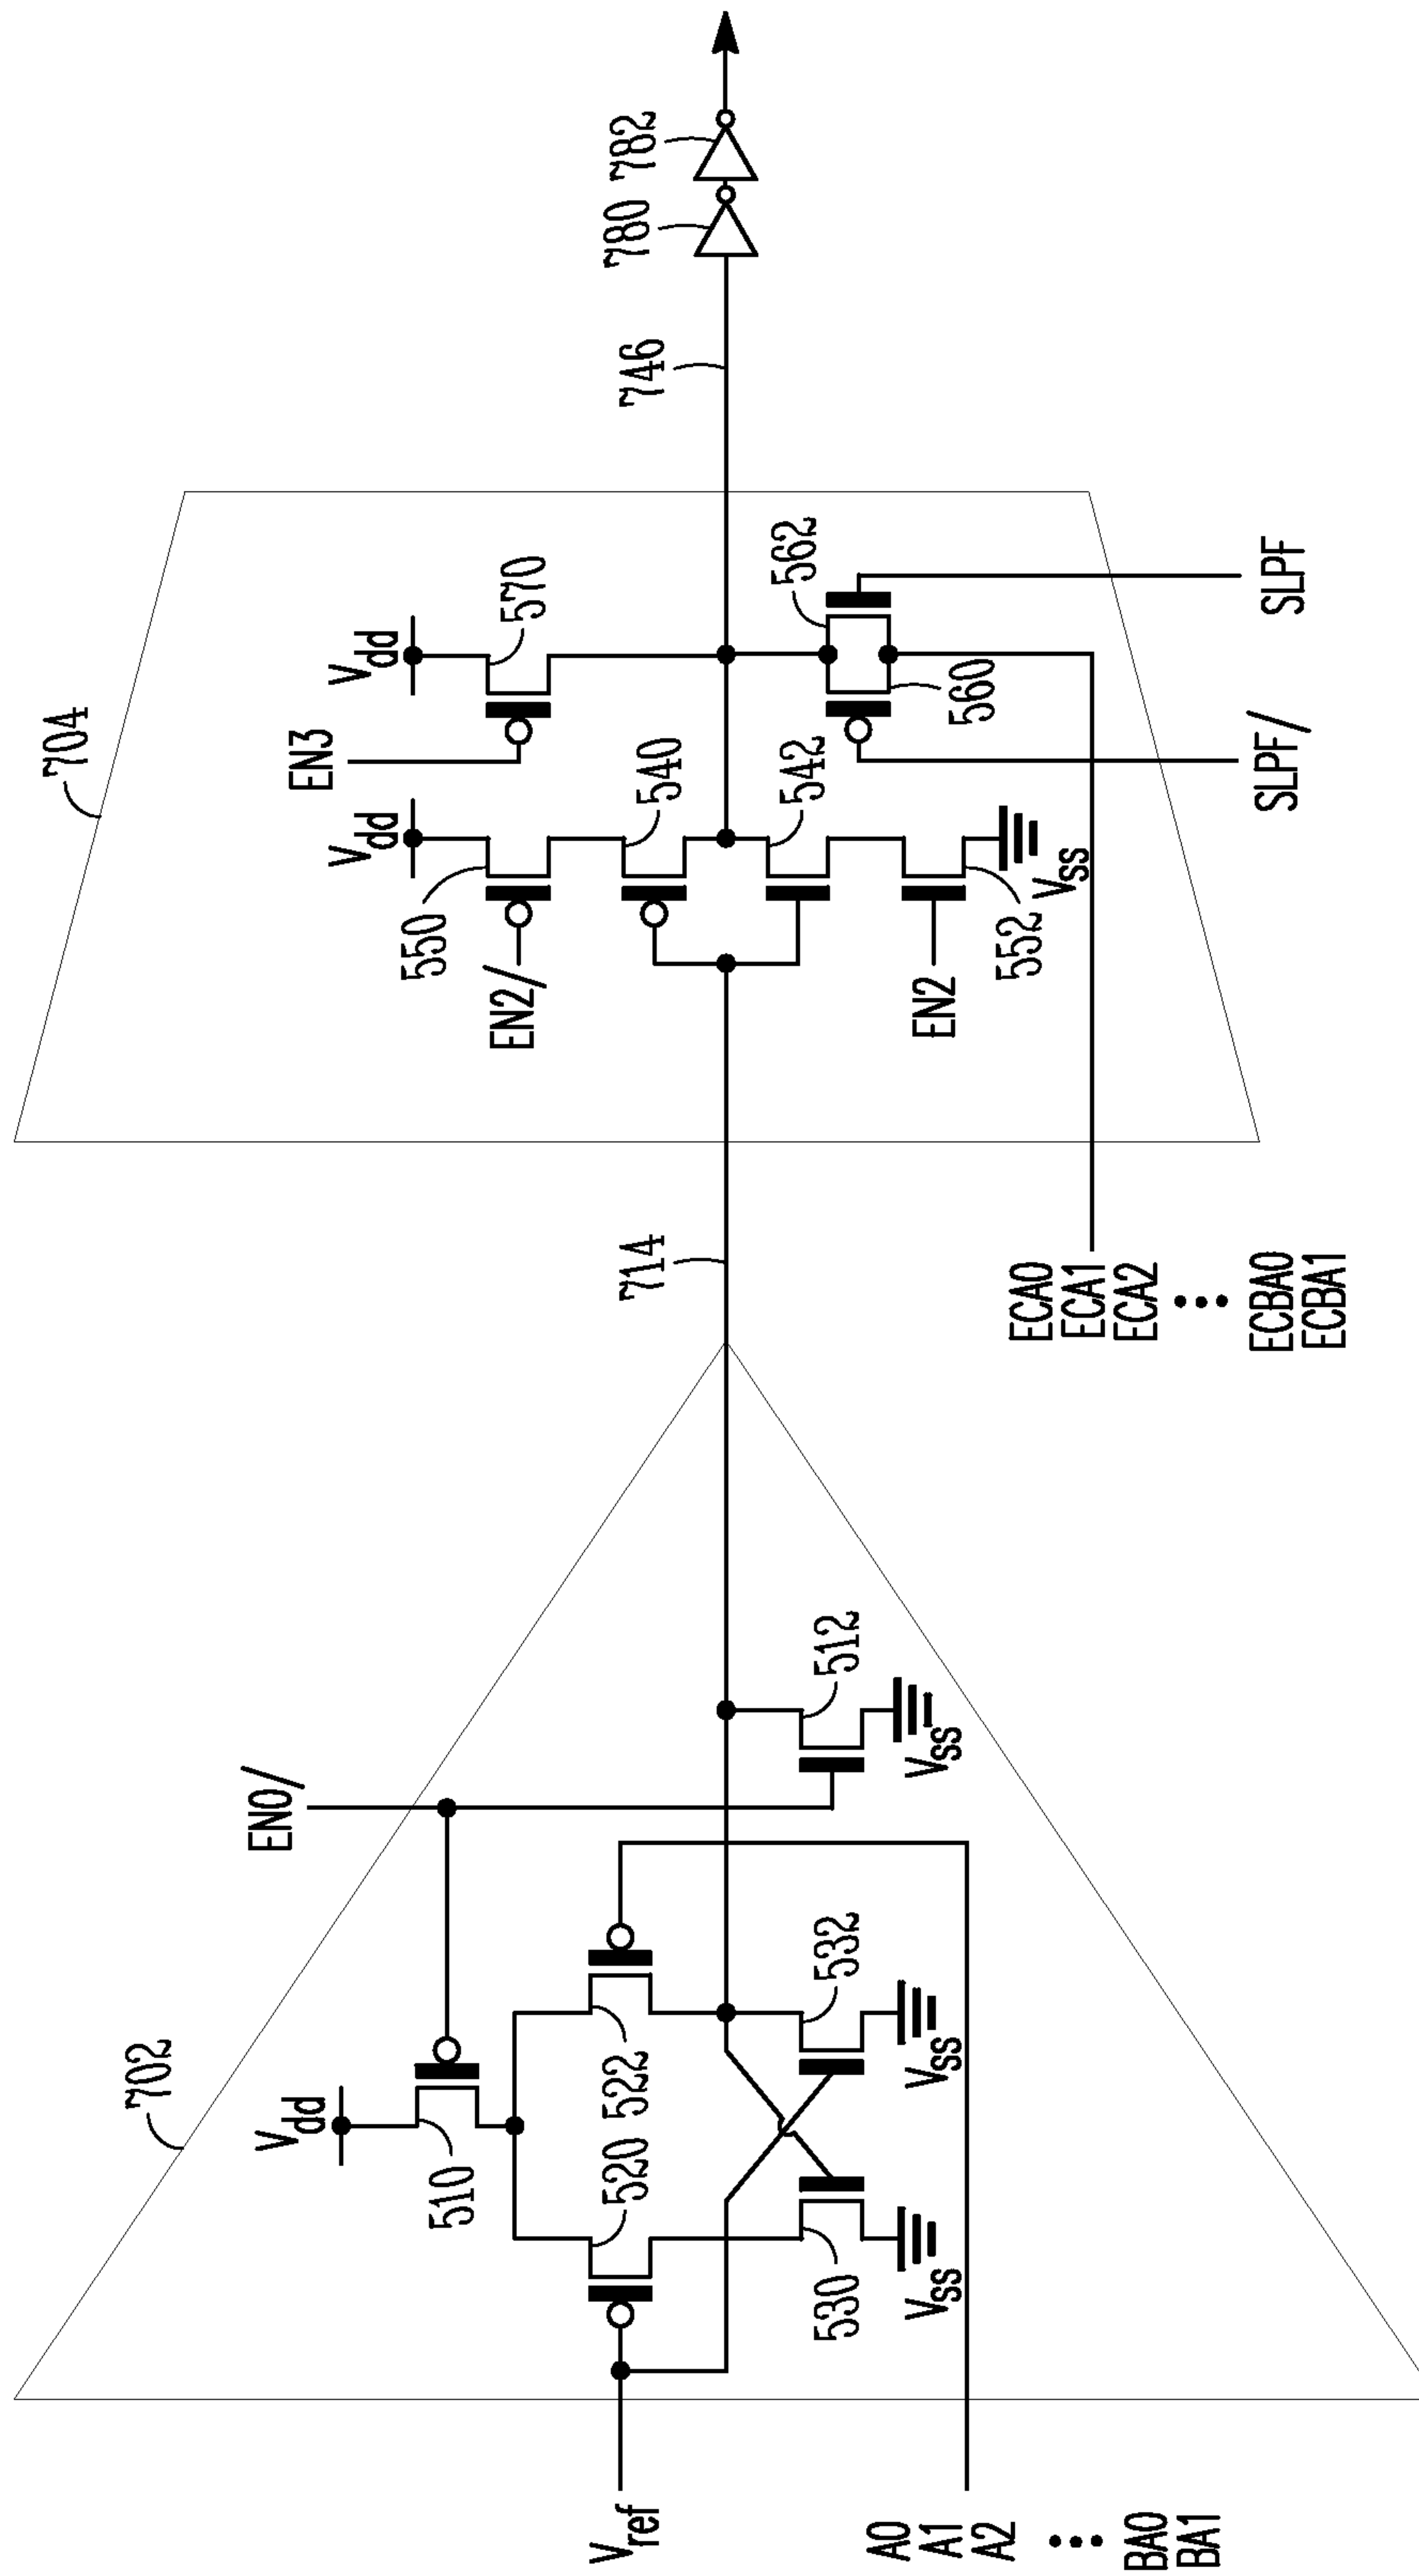 702
EN0/
Vdd
510
520
522
530
532
512
Vss
Vss
Vss
Vref
A0
A1
A2
•••
BA0
BA1
714
704
EN3
Vdd
Vdd
570
550
EN2/
540
542
EN2
552
Vss
562
560
SLPF/
SLPF
ECA0
ECA1
ECA2
•••
ECBA0
ECBA1
746
780
782